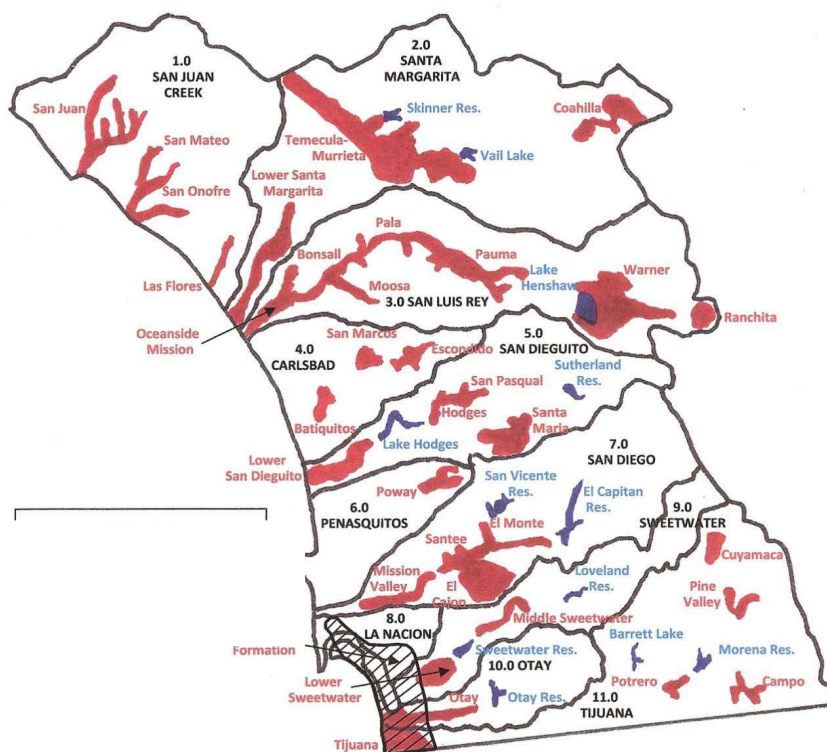 1.0
SAN JUAN
CREEK
2.0
SANTA
MARGARITA
San Juan
Skinner Res.
Coahilla
San Mateo
Temecula-
Murrieta
Vail Lake
San Onofre
Lower Santa
Margarita
Pala
Bonsall
Pauma
Lake
Henshaw
Warner
Las Flores
Moosa
3.0 SAN LUIS REY
Oceanside
Mission
Ranchita
San Marcos
Escondido
4.0
CARLSBAD
5.0
SAN DIEGUITO
Sutherland
Res.
San Pasqual
Hodges
Santa
Maria
Batiquitos
Lake Hodges
Lower
San Dieguito
7.0
SAN DIEGO
Poway
San Vicente
Res.
El Capitan
Res.
6.0
PENASQUITOS
9.0
SWEETWATER
El Monte
Santee
Cuyamaca
Mission
Valley
El
Cajon
Loveland
Res.
Pine
Valley
8.0
LA NACION
Middle Sweetwater
Formation
Sweetwater Res.
Barrett Lake
Morena Res.
10.0 OTAY
Lower
Sweetwater
Potrero
Campo
Otay
Otay Res.
11.0
TIJUANA
Tijuana